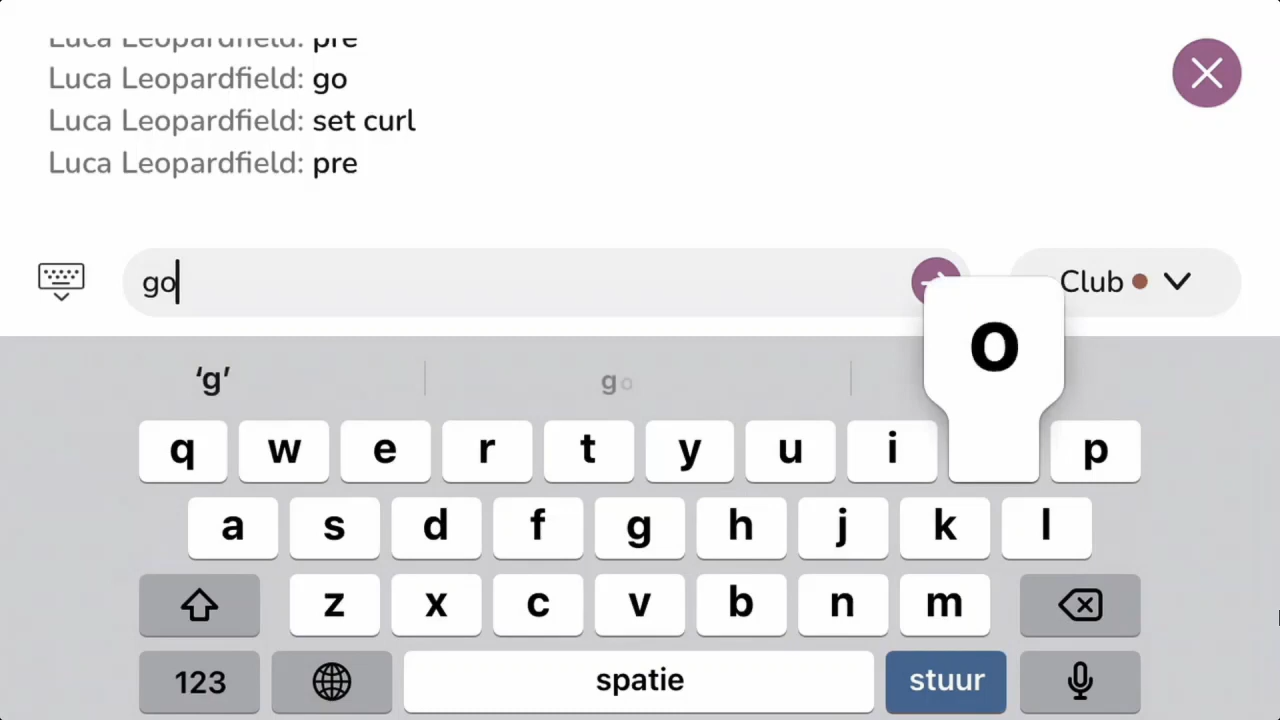 Luca Leopardfield: pre
Luca Leopardfield: go
Luca Leopardfield: set curl
Luca Leopardfield: pre
go
Club
‘g’
go
o
q w e r t y u i p
a s d f g h j k l
z x c v b n m
123 spatie stuur